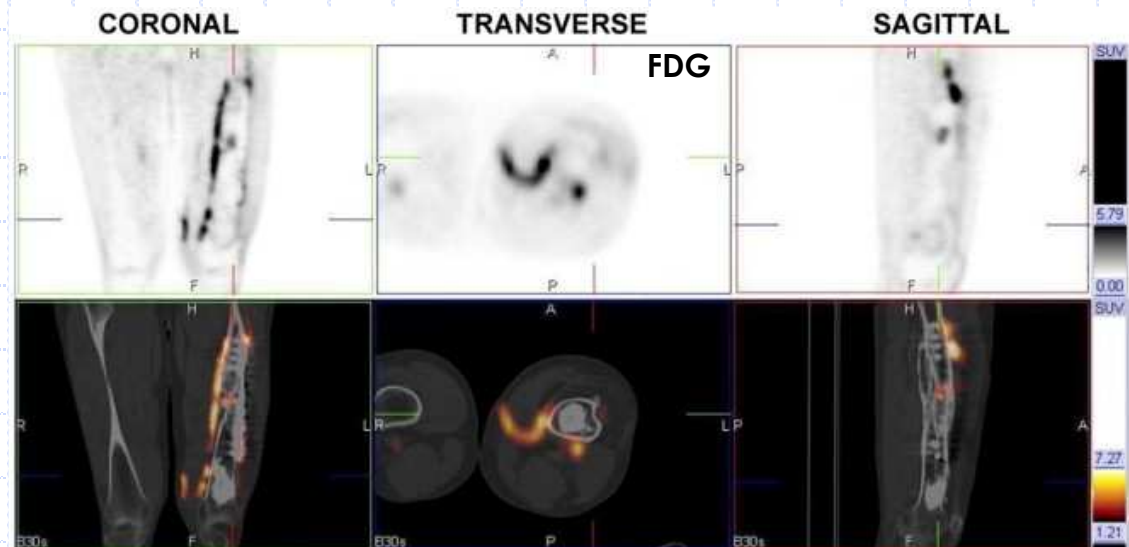 CORONAL TRANSVERSE SAGITTAL
H A FDG H SUV
R L R L P A
5.79
F P F 0.00
H A H SUV
R L R L P A
7.27
1.21
B30s F B30s P B30s F